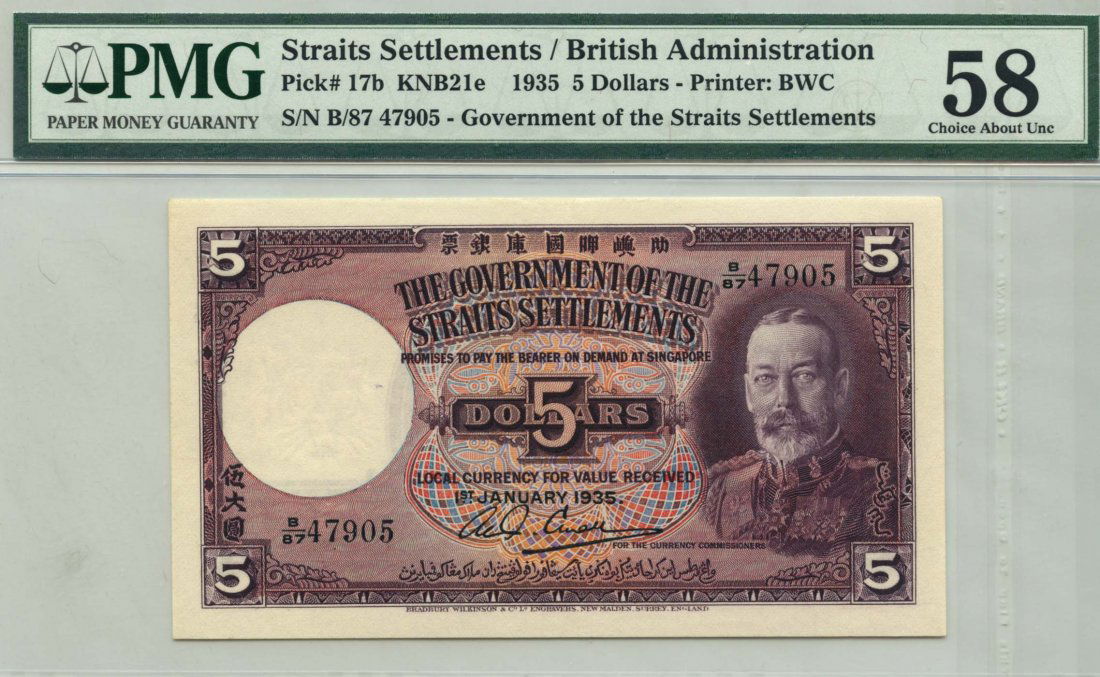 PMG
PAPER MONEY GUARANTY
Straits Settlements / British Administration
Pick# 17b KNB21e 1935 5 Dollars - Printer: BWC
S/N B/87 47905 - Government of the Straits Settlements
58
Choice About Unc
國庫銀票
5
5
THE GOVERNMENT OF THE
STRAITS SETTLEMENTS
B/87 47905
PROMISES TO PAY THE BEARER ON DEMAND AT SINGAPORE
5
DOLLARS
LOCAL CURRENCY FOR VALUE RECEIVED
1ST JANUARY 1935.
伍大圓
B/87 47905
FOR THE CURRENCY COMMISSIONERS
5
5
BRADBURY WILKINSON & Co Ld ENGRAVERS, NEW MALDEN, SURREY, ENGLAND